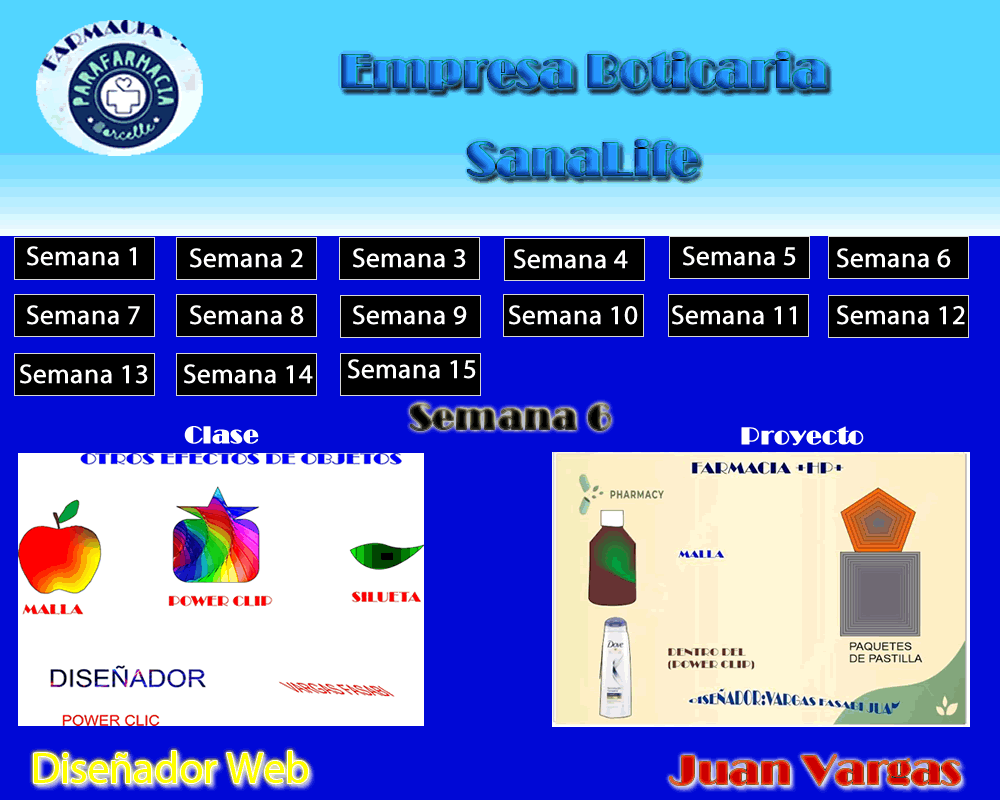 FARMACIA
PARAFARMACIA
Borcelle
Empresa Boticaria
SanaLife
Semana 1
Semana 2
Semana 3
Semana 4
Semana 5
Semana 6
Semana 7
Semana 8
Semana 9
Semana 10
Semana 11
Semana 12
Semana 13
Semana 14
Semana 15
Semana 6
Clase
OTROS EFECTOS DE OBJETOS
MALLA
POWER CLIP
SILUETA
DISEÑADOR
VARGAS FASABI
POWER CLIC
Proyecto
FARMACIA +HP+
PHARMACY
MALLA
Dove
DENTRO DEL
(POWER CLIP)
PAQUETES
DE PASTILLA
DISEÑADOR:VARGAS FASABI JUAN
Diseñador Web
Juan Vargas